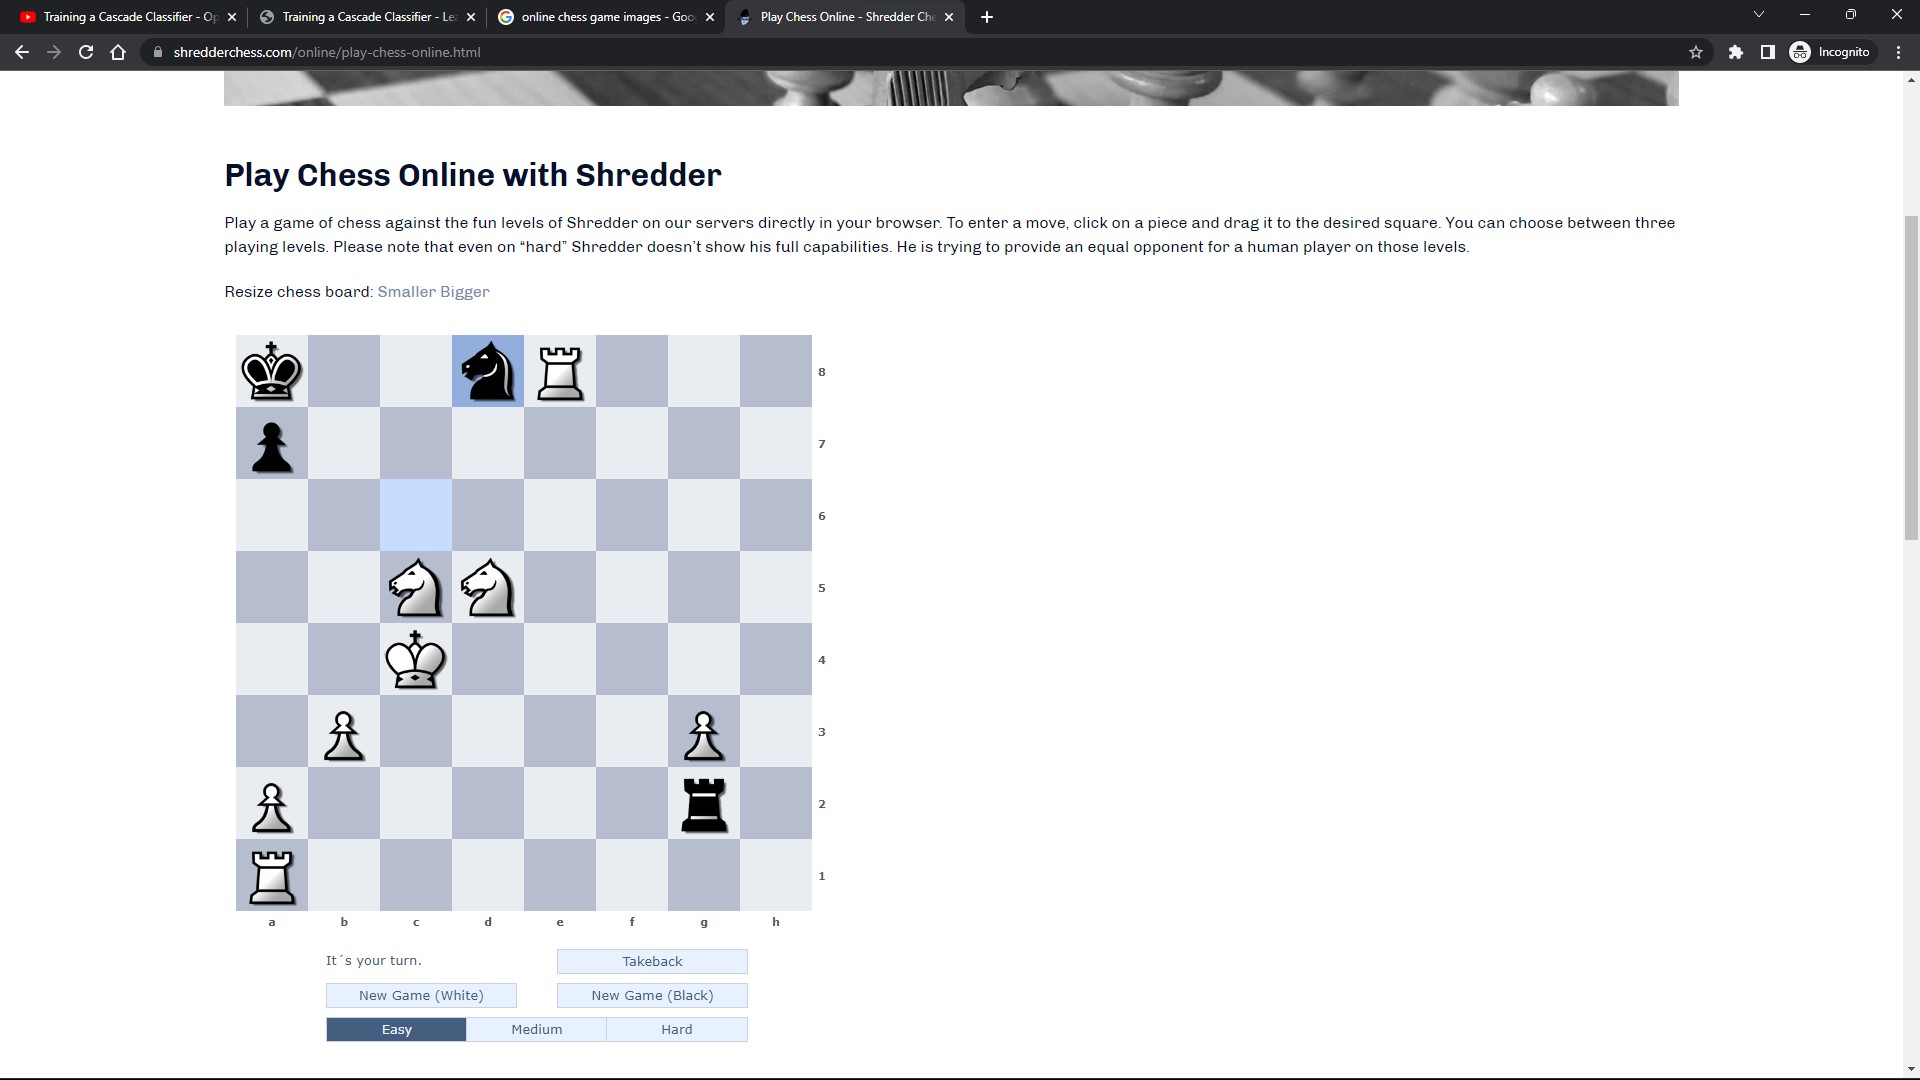 Training a Cascade Classifier - Op
Training a Cascade Classifier - Le
online chess game images - Goo
Play Chess Online - Shredder Che
shredderchess.com/online/play-chess-online.html
Incognito
Play Chess Online with Shredder
Play a game of chess against the fun levels of Shredder on our servers directly in your browser. To enter a move, click on a piece and drag it to the desired square. You can choose between three
playing levels. Please note that even on “hard” Shredder doesn’t show his full capabilities. He is trying to provide an equal opponent for a human player on those levels.
Resize chess board: Smaller Bigger
8
7
6
5
4
3
2
1
a b c d e f g h
It´s your turn.
Takeback
New Game (White)
New Game (Black)
Easy
Medium
Hard